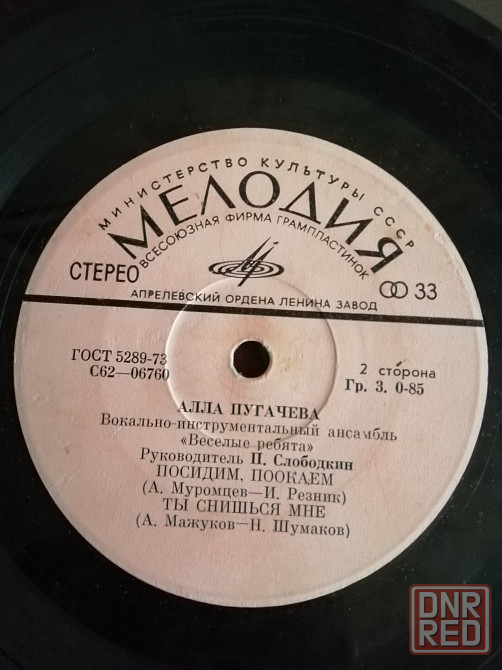 МИНИСТЕРСТВО КУЛЬТУРЫ СССР
МЕЛОДИЯ
ВСЕСОЮЗНАЯ ФИРМА ГРАМПЛАСТИНОК
СТЕРЕО
33
АПРЕЛЕВСКИЙ ОРДЕНА ЛЕНИНА ЗАВОД
ГОСТ 5289-73
С62—06760
2 сторона
Гр. 3. 0-85
АЛЛА ПУГАЧЕВА
Вокально-инструментальный ансамбль
«Веселые ребята»
Руководитель П. Слободкин
ПОСИДИМ, ПООКАЕМ
(А. Муромцев—И. Резник)
ТЫ СНИШЬСЯ МНЕ
(А. Мажуков—Н. Шумаков)
DNR
RED